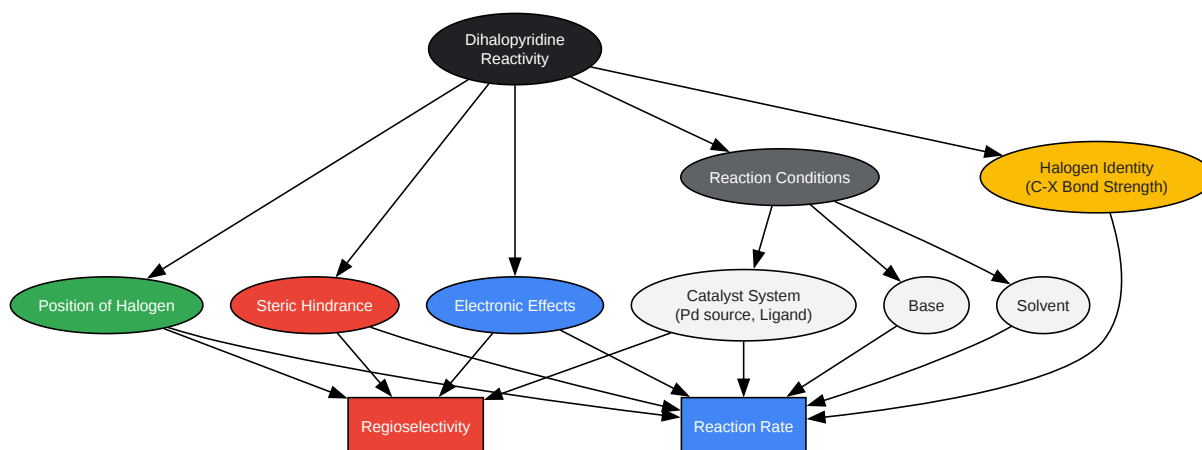 Dihalopyridine
Reactivity
Reaction Conditions
Halogen Identity
(C-X Bond Strength)
Position of Halogen
Steric Hindrance
Electronic Effects
Catalyst System
(Pd source, Ligand)
Base
Solvent
Regioselectivity
Reaction Rate